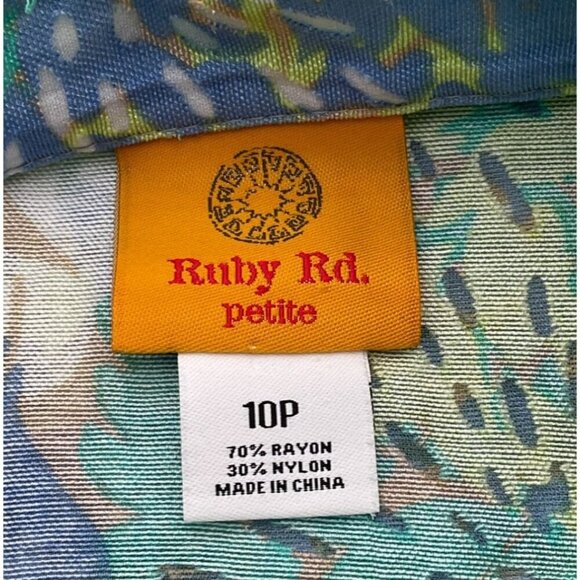 Ruby Rd.
petite
10P
70% RAYON
30% NYLON
MADE IN CHINA